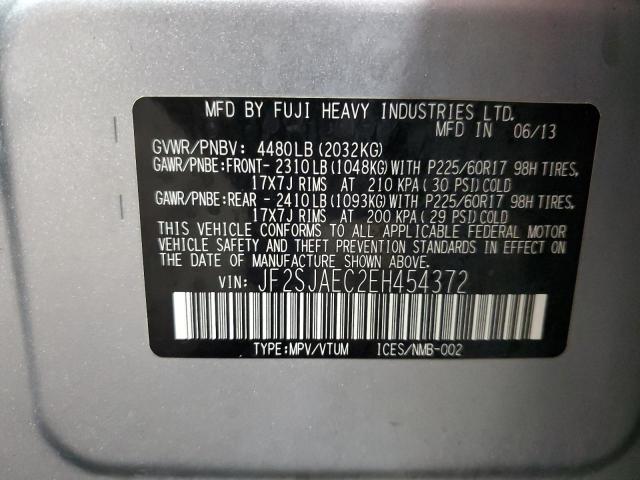 MFD BY FUJI HEAVY INDUSTRIES LTD.
MFD IN 06/13
GVWR/PNBV: 4480LB (2032KG)
GAWR/PNBE:FRONT- 2310LB (1048KG) WITH P225/60R17 98H TIRES,
17X7J RIMS AT 210 KPA ( 30 PSI) COLD
GAWR/PNBE:REAR - 2410LB (1093KG) WITH P225/60R17 98H TIRES,
17X7J RIMS AT 200 KPA ( 29 PSI) COLD
THIS VEHICLE CONFORMS TO ALL APPLICABLE FEDERAL MOTOR
VEHICLE SAFETY AND THEFT PREVENTION STANDARDS IN EFFECT ON
THE DATE OF MANUFACTURE SHOWN ABOVE.
VIN: JF2SJAEC2EH454372
TYPE:MPV/VTUM ICES/NMB-002